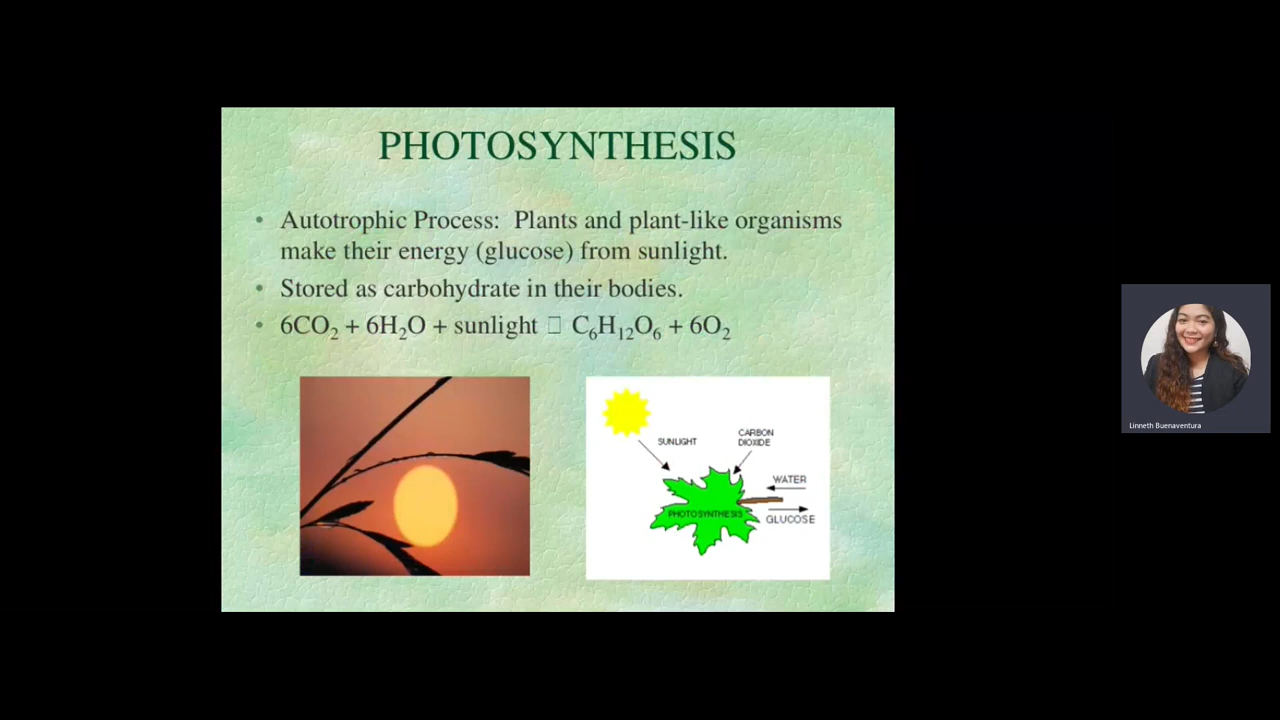 PHOTOSYNTHESIS
• Autotrophic Process: Plants and plant-like organisms
make their energy (glucose) from sunlight.
• Stored as carbohydrate in their bodies.
• 6CO₂ + 6H₂O + sunlight  C₆H₁₂O₆ + 6O₂
SUNLIGHT
CARBON
DIOXIDE
WATER
PHOTOSYNTHESIS
GLUCOSE
Linneth Buenaventura